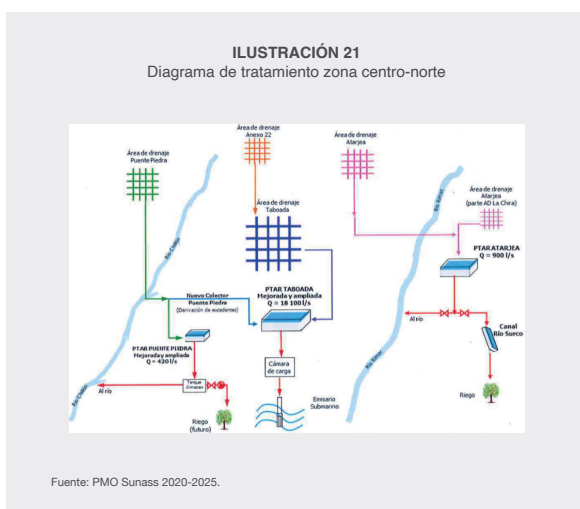 ILUSTRACIÓN 21
Diagrama de tratamiento zona centro-norte
Área de drenaje
Puente Piedra
Área de drenaje
Anexo 22
Área de drenaje
Taboada
Área de drenaje
Atarjea
Área de drenaje
Atarjea
(parte AD La Chira)
Río Chillón
Río Rímac
PTAR ATARJEA
Q = 900 l/s
Nuevo Colector
Puente Piedra
(Derivación de excedentes)
PTAR TABOADA
Mejorada y ampliada
Q = 18 100 l/s
PTAR PUENTE PIEDRA
Mejorada y ampliada
Q = 420 l/s
Al río
Canal
Río Surco
Cámara
de carga
Río Chillón
Al río
Tanque
Almacen
Río Rímac
Riego
(futuro)
Emisario
Submarino
Riego
Fuente: PMO Sunass 2020-2025.